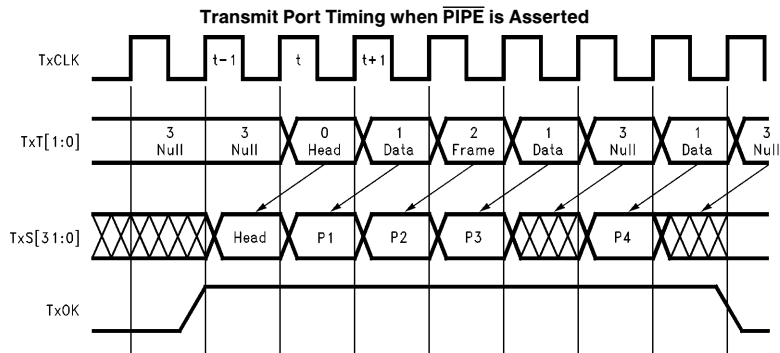 Transmit Port Timing when PIPE is Asserted
TxCLK t-1 t t+1
TxT[1:0] 3 3 0 1 2 1 3 1 3
Null Null Head Data Frame Data Null Data Null
TxS[31:0] Head P1 P2 P3 P4
TxOK